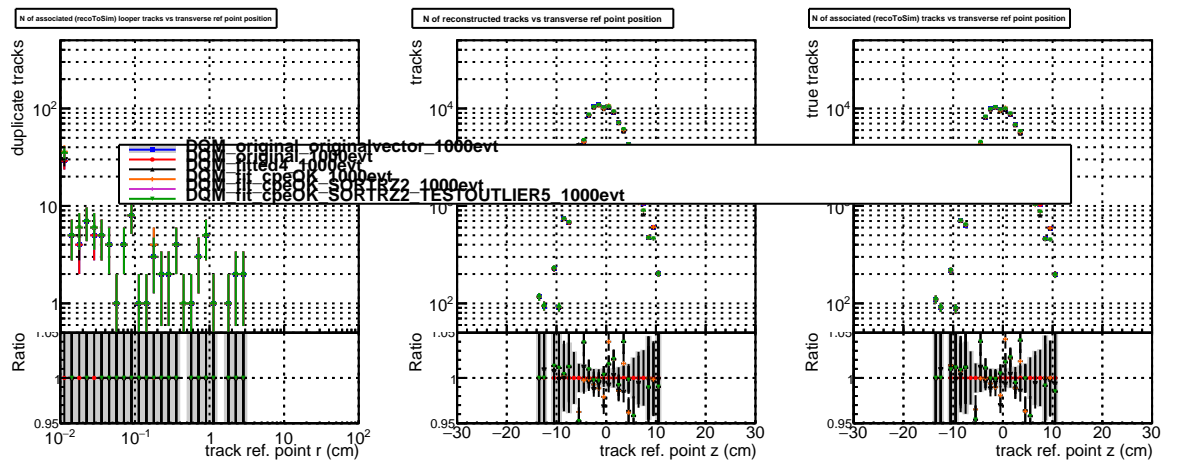 N of associated (recoToSim) looper tracks vs transverse ref point position
N of reconstructed tracks vs transverse ref point position
N of associated (recoToSim) tracks vs transverse ref point position
duplicate tracks
10²
10
1
tracks
10⁴
10²
true tracks
10⁴
10²
DQM_original_originalvector_1000evt
DQM_original_1000evt
DQM_fitted4_1000evt
DQM_fit_cpeOK_1000evt
DQM_fit_cpeOK_SORTRZ2_1000evt
DQM_fit_cpeOK_SORTRZ2_TESTOUTLIER5_1000evt
Ratio
1.05
1
0.95
10⁻² 10⁻¹ 1 10 10²
track ref. point r (cm)
Ratio
1.05
1
0.95
−30 −20 −10 0 10 20 30
track ref. point z (cm)
Ratio
1.05
1
0.95
−30 −20 −10 0 10 20 30
track ref. point z (cm)